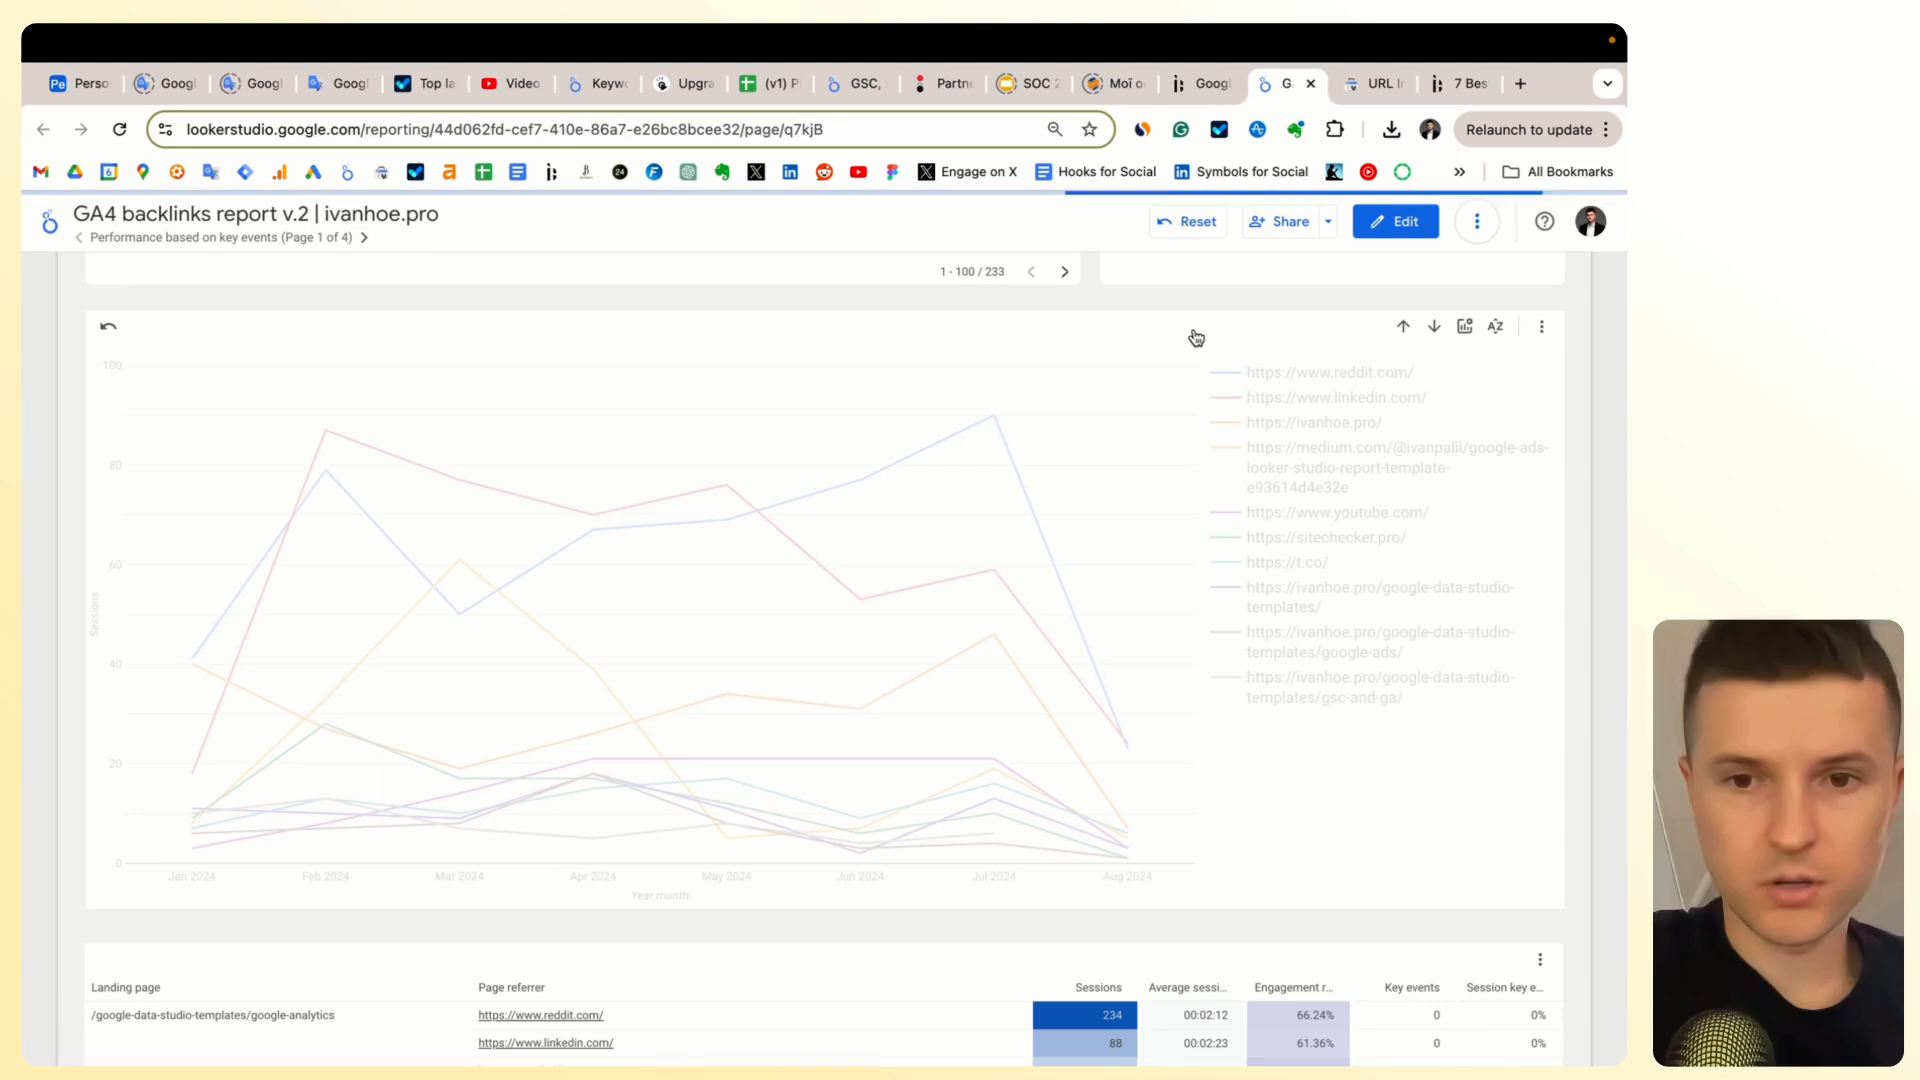 Perso
Googl
Googl
Googl
Top la
Video
Keyw
Upgra
(v1) P
GSC,
Partn
SOC 2
Moї o
Googl
G.
URL In
7 Bes
lookerstudio.google.com/reporting/44d062fd-cef7-410e-86a7-e26bc8bcee32/page/q7kjB
Relaunch to update
Engage on X
Hooks for Social
Symbols for Social
All Bookmarks
GA4 backlinks report v.2 | ivanhoe.pro
Performance based on key events (Page 1 of 4)
Reset
Share
Edit
1 - 100 / 233
100
80
60
40
20
0
Sessions
Jan 2024
Feb 2024
Mar 2024
Apr 2024
May 2024
Jun 2024
Jul 2024
Aug 2024
Year month
https://www.reddit.com/
https://www.linkedin.com/
https://ivanhoe.pro/
https://medium.com/@ivanpalii/google-ads-
looker-studio-report-template-
e93614d4e32e
https://www.youtube.com/
https://sitechecker.pro/
https://t.co/
https://ivanhoe.pro/google-data-studio-
templates/
https://ivanhoe.pro/google-data-studio-
templates/google-ads/
https://ivanhoe.pro/google-data-studio-
templates/gsc-and-ga/
Landing page
Page referrer
Sessions
Average sessi...
Engagement r...
Key events
Session key e...
/google-data-studio-templates/google-analytics
https://www.reddit.com/
234
00:02:12
66.24%
0
0%
https://www.linkedin.com/
88
00:02:23
61.36%
0
0%